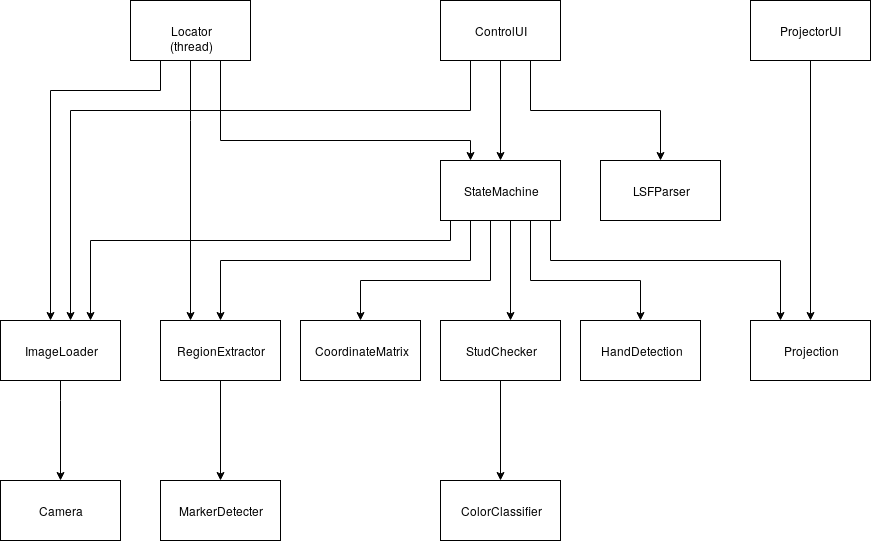 Locator
(thread)
ControlUI
ProjectorUI
StateMachine
LSFParser
ImageLoader
RegionExtractor
CoordinateMatrix
StudChecker
HandDetection
Projection
Camera
MarkerDetecter
ColorClassifier